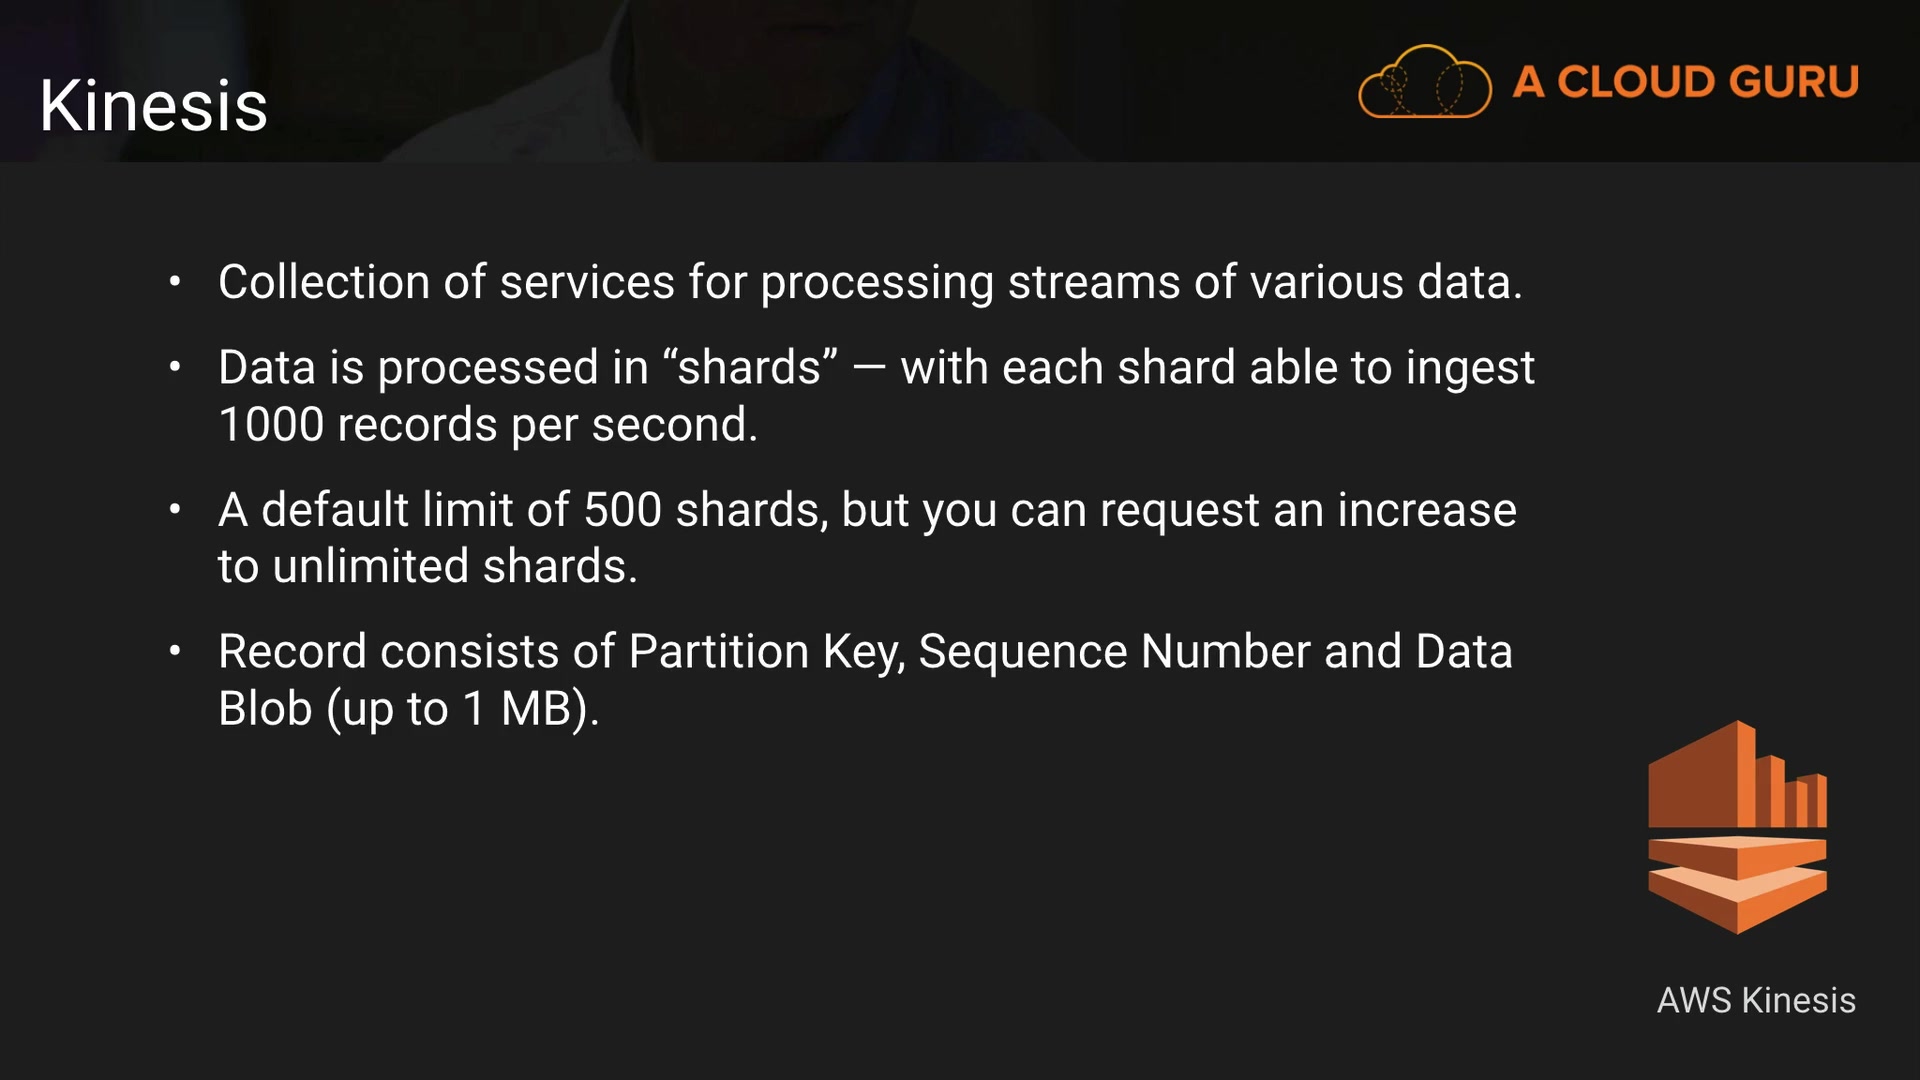 Kinesis
A CLOUD GURU
• Collection of services for processing streams of various data.
• Data is processed in “shards” — with each shard able to ingest
1000 records per second.
• A default limit of 500 shards, but you can request an increase
to unlimited shards.
• Record consists of Partition Key, Sequence Number and Data
Blob (up to 1 MB).
AWS Kinesis